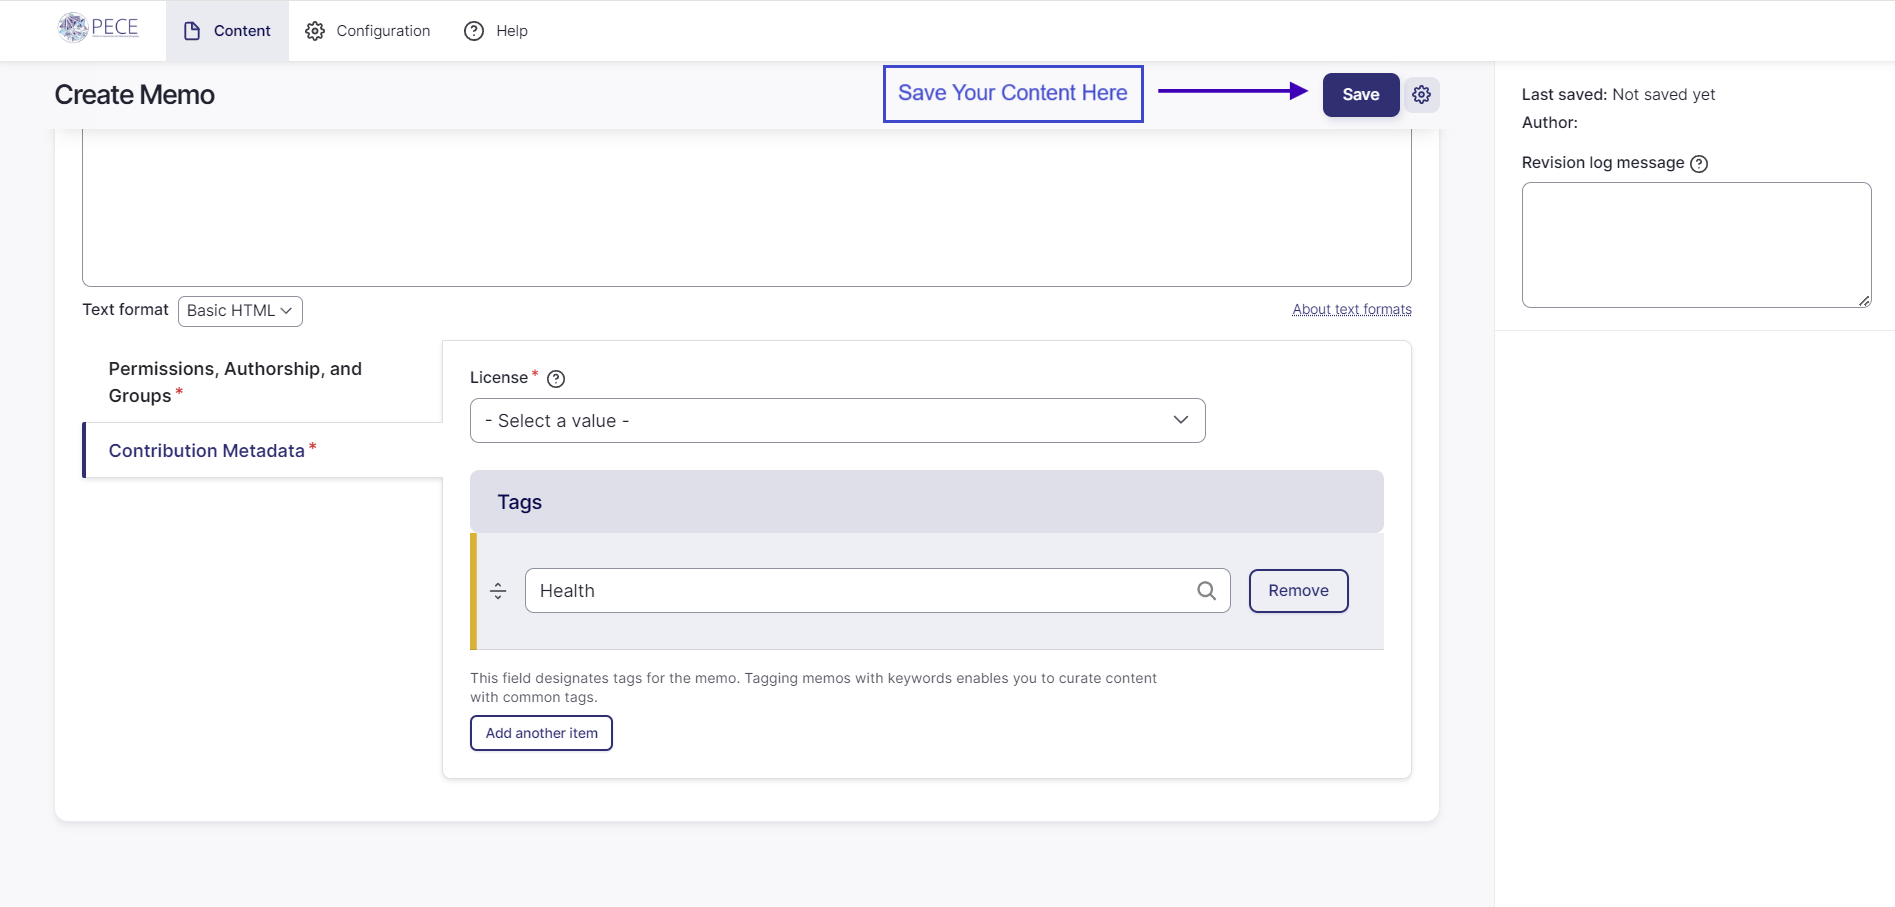 PECE
Content
Configuration
Help
Create Memo
Save Your Content Here
Save
Last saved: Not saved yet
Author:
Revision log message
Text format
Basic HTML
About text formats
Permissions, Authorship, and
Groups *
Contribution Metadata *
License *
- Select a value -
Tags
Health
Remove
This field designates tags for the memo. Tagging memos with keywords enables you to curate content
with common tags.
Add another item